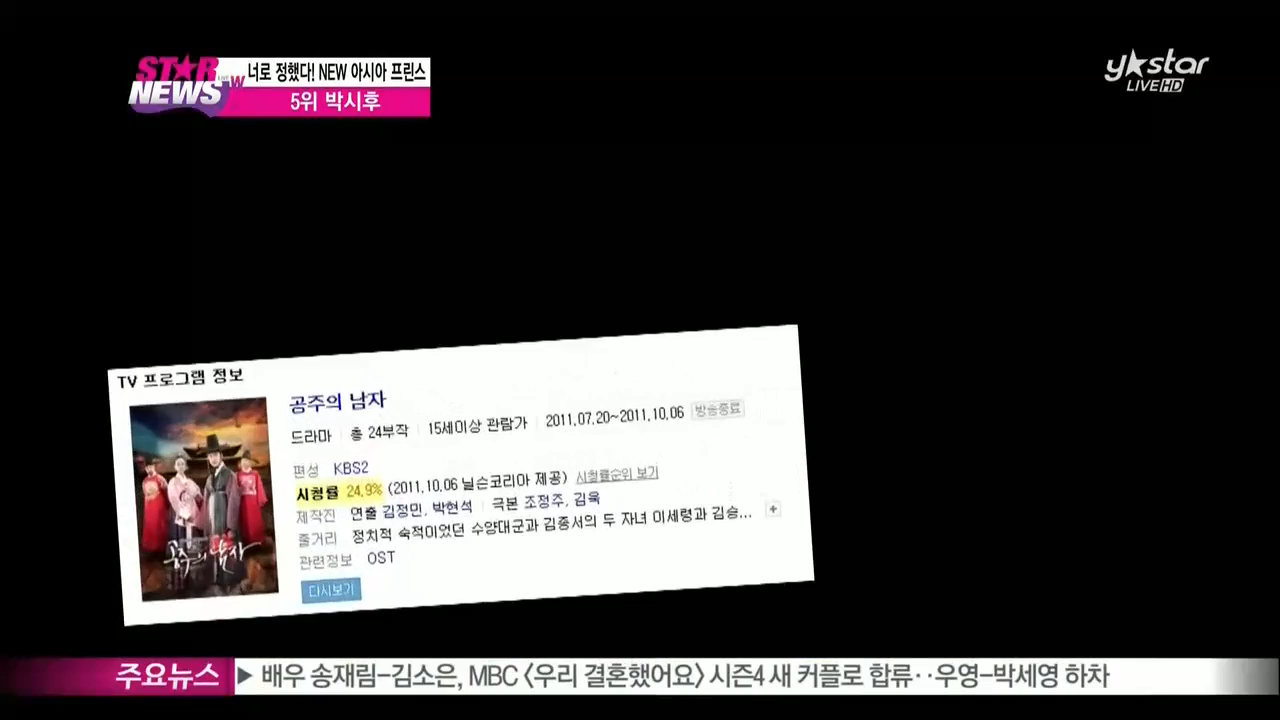 STAR
NEWS
LIVE
W
너로 정했다! NEW 아시아 프린스
5위 박시후
y★star
LIVE HD
TV 프로그램 정보
공주의 남자
공주의 남자
드라마 | 총 24부작 | 15세이상 관람가 | 2011.07.20~2011.10.06 방송종료
편성 KBS2
시청률 24.9% (2011.10.06 닐슨코리아 제공) 시청률순위 보기
제작진 연출 김정민, 박현석 | 극본 조정주, 김욱
줄거리 정치적 숙적이었던 수양대군과 김종서의 두 자녀 이세령과 김승... +
관련정보 OST
다시보기
주요뉴스 ▶ 배우 송재림-김소은, MBC <우리 결혼했어요> 시즌4 새 커플로 합류‥우영-박세영 하차